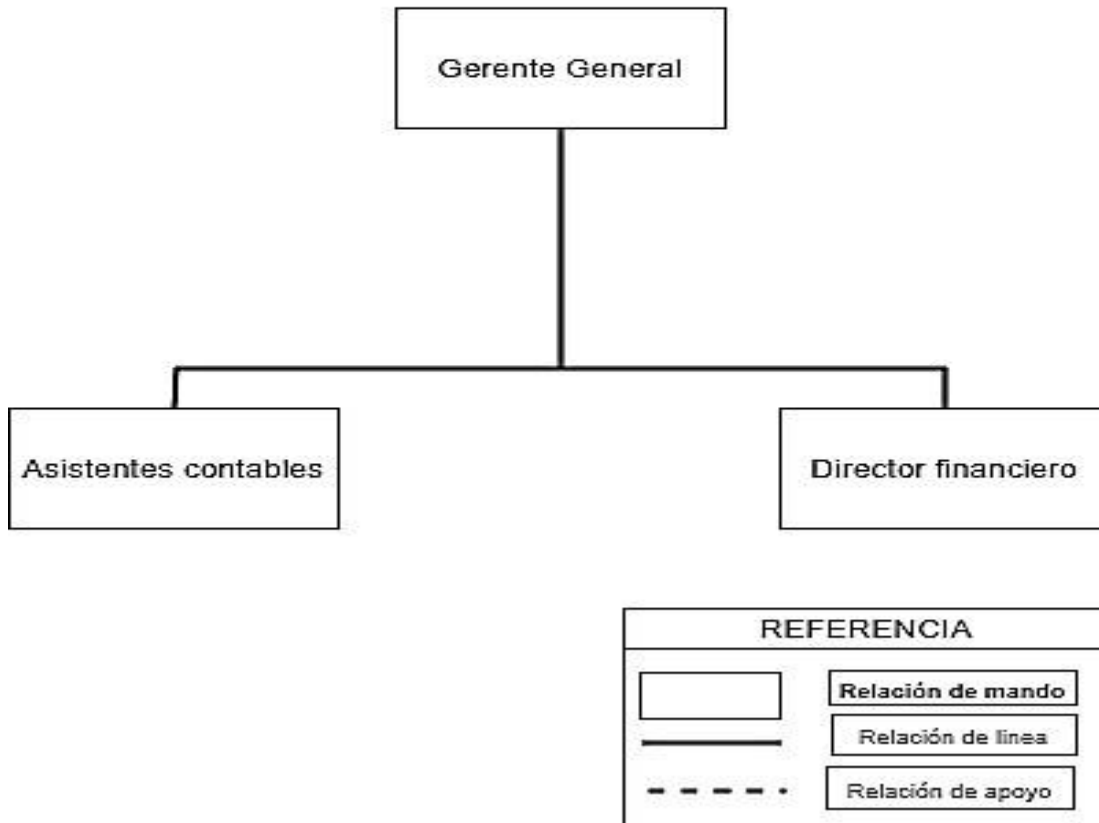 Gerente General
Asistentes contables
Director financiero
REFERENCIA
Relación de mando
Relación de linea
Relación de apoyo